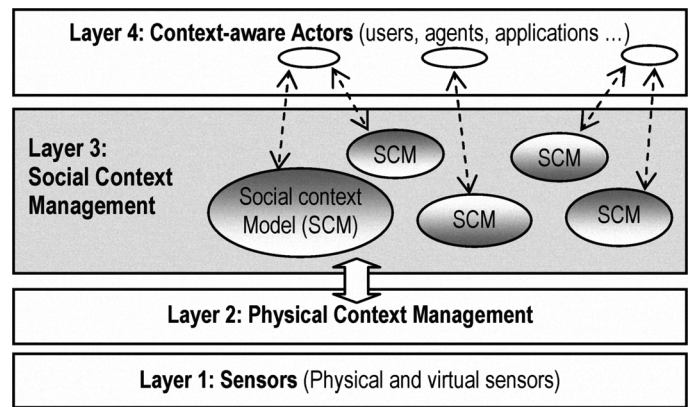 Layer 4: Context-aware Actors (users, agents, applications ...)
Layer 3:
Social Context
Management
SCM
SCM
Social context
Model (SCM)
SCM
SCM
Layer 2: Physical Context Management
Layer 1: Sensors (Physical and virtual sensors)